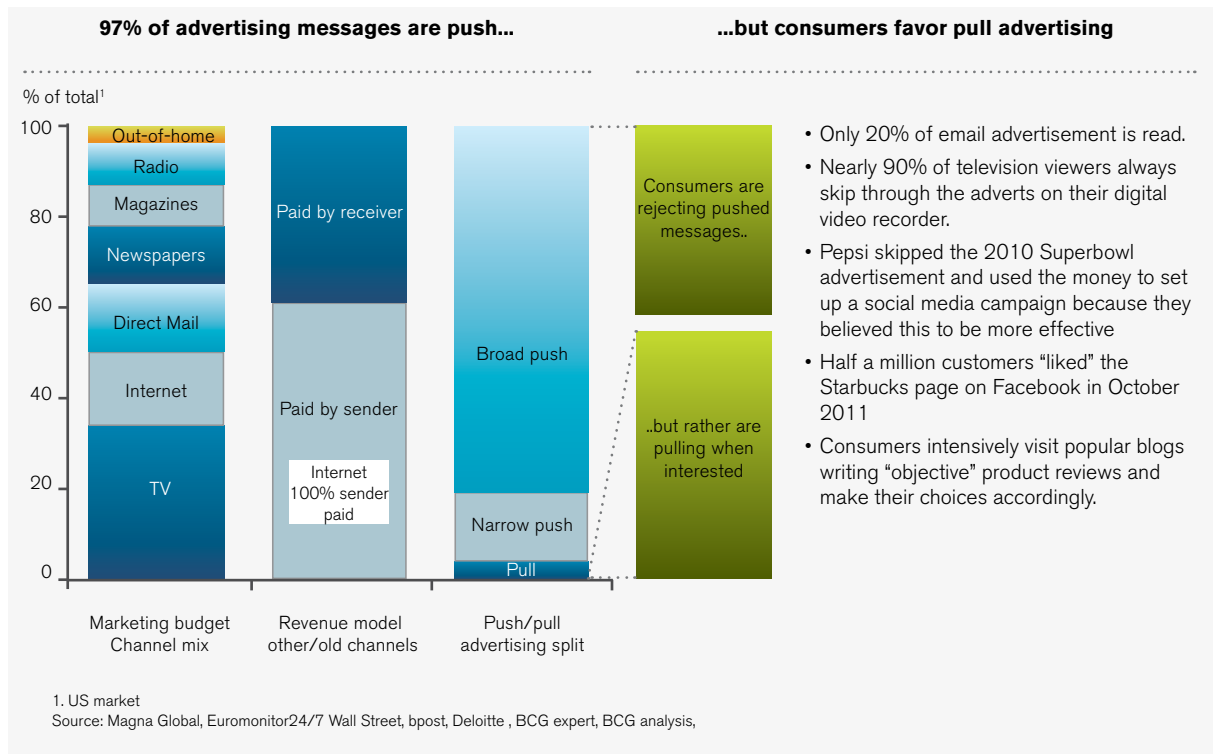 97% of advertising messages are push...
...but consumers favor pull advertising
% of total1
100
80
60
40
20
0
Out-of-home
Radio
Magazines
Newspapers
Direct Mail
Internet
TV
Marketing budget
Channel mix
Paid by receiver
Paid by sender
Internet
100% sender
paid
Revenue model
other/old channels
Broad push
Narrow push
Pull
Push/pull
advertising split
Consumers are
rejecting pushed
messages..
..but rather are
pulling when
interested
• Only 20% of email advertisement is read.
• Nearly 90% of television viewers always
skip through the adverts on their digital
video recorder.
• Pepsi skipped the 2010 Superbowl
advertisement and used the money to set
up a social media campaign because they
believed this to be more effective
• Half a million customers “liked” the
Starbucks page on Facebook in October
2011
• Consumers intensively visit popular blogs
writing “objective” product reviews and
make their choices accordingly.
1. US market
Source: Magna Global, Euromonitor24/7 Wall Street, bpost, Deloitte , BCG expert, BCG analysis,